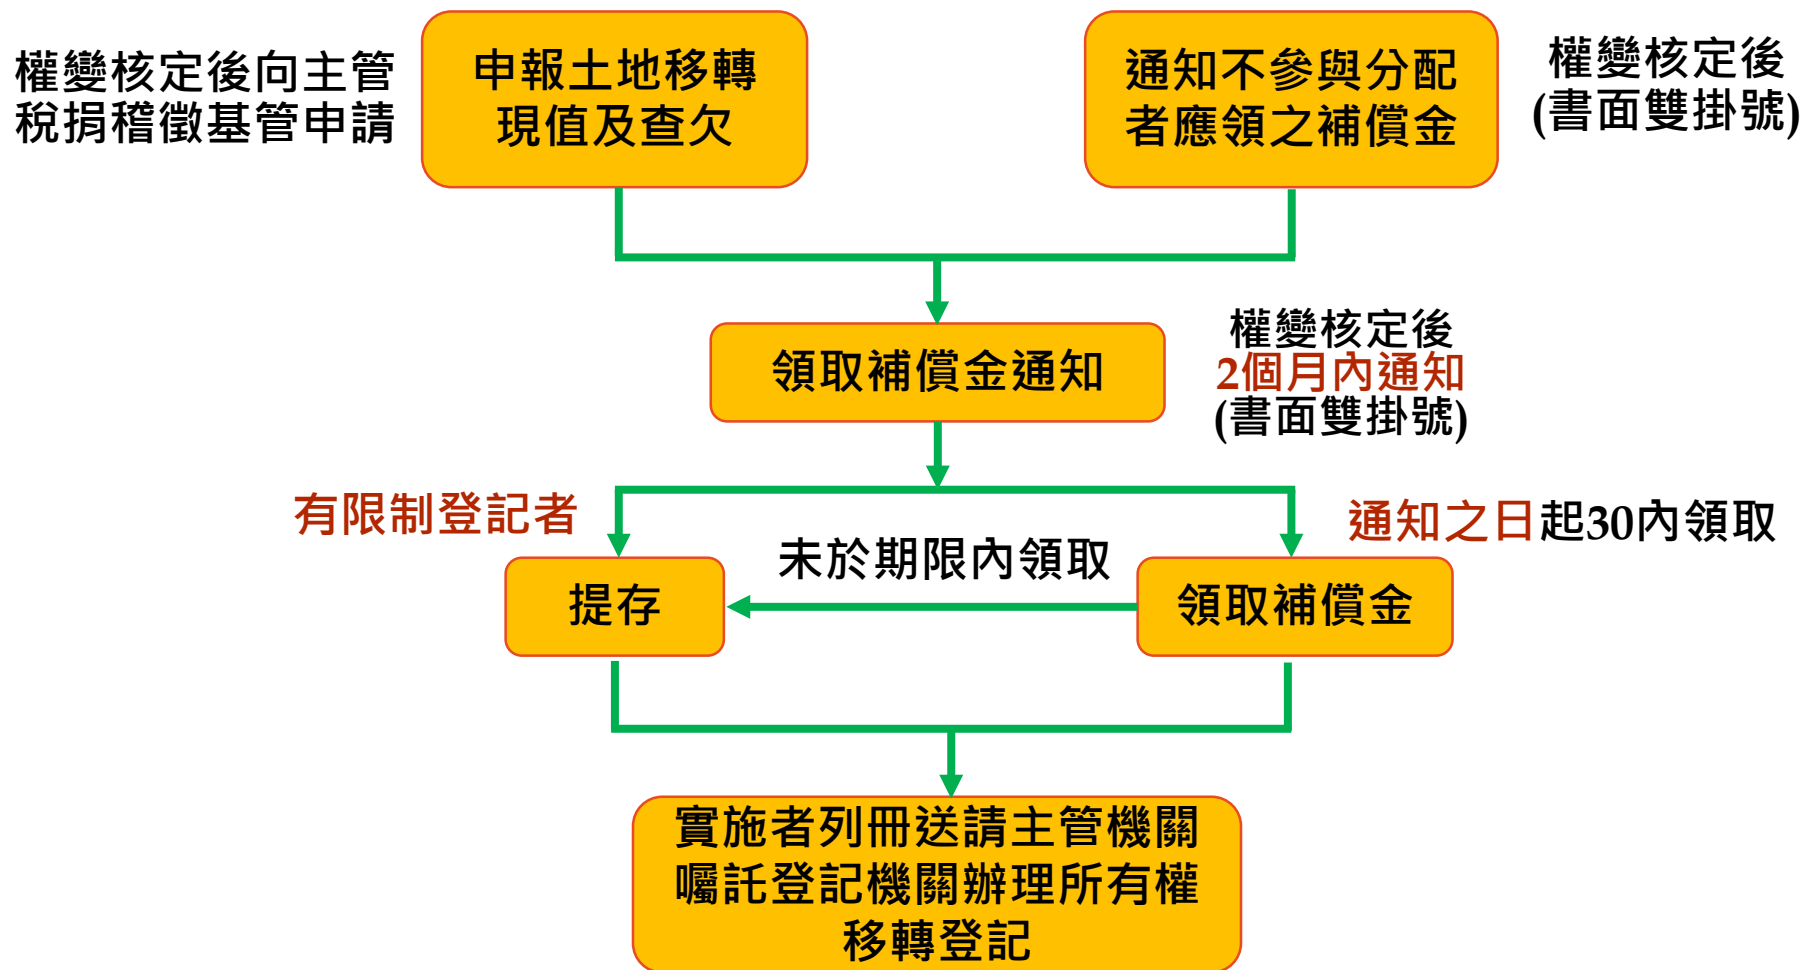 權變核定後向主管
稅捐稽徵基管申請
申報土地移轉
現值及查欠
通知不參與分配
者應領之補償金
權變核定後
(書面雙掛號)
領取補償金通知
權變核定後
2個月內通知
(書面雙掛號)
有限制登記者
通知之日起30內領取
未於期限內領取
提存
領取補償金
實施者列冊送請主管機關
囑託登記機關辦理所有權
移轉登記